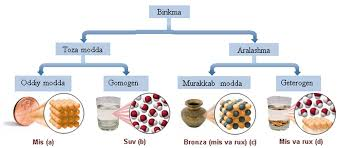 Birikma
Toza modda
Aralashma
Oddiy modda
Gomogen
Murakkab modda
Geterogen
Mis (a)
Suv (b)
Bronza (mis va rux) (c)
Mis va rux (d)